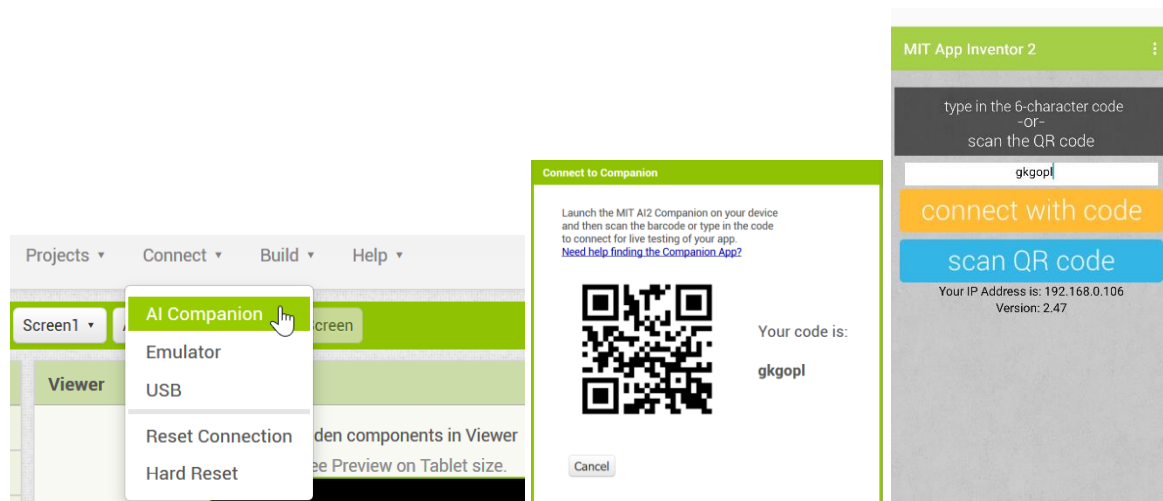 Projects ▾ Connect ▾ Build ▾ Help ▾
Screen1 ▾
Screen
AI Companion
Emulator
USB
Reset Connection
Hard Reset
Viewer
den components in Viewer
ee Preview on Tablet size.
Connect to Companion
Launch the MIT AI2 Companion on your device
and then scan the barcode or type in the code
to connect for live testing of your app.
Need help finding the Companion App?
Your code is:
gkgopl
Cancel
MIT App Inventor 2
type in the 6-character code
-or-
scan the QR code
gkgopl
connect with code
scan QR code
Your IP Address is: 192.168.0.106
Version: 2.47